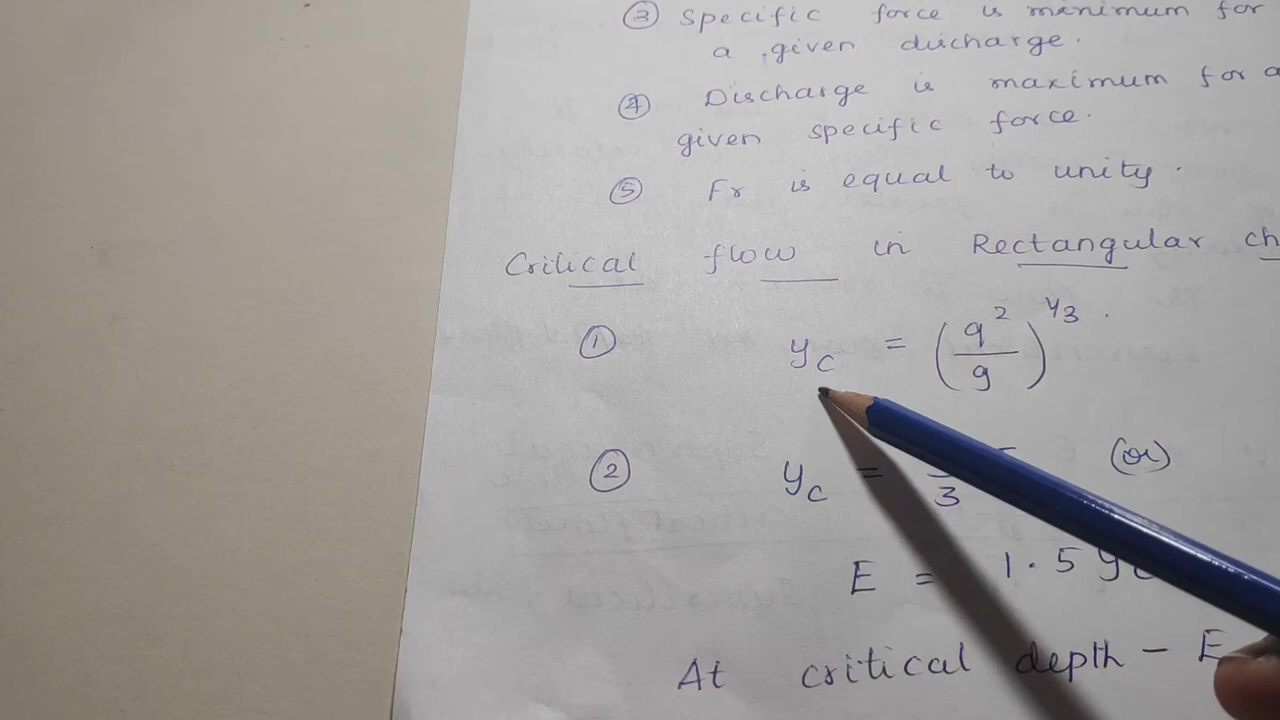 ③ Specific force is minimum for
a given discharge.
④ Discharge is maximum for a
given specific force.
⑤ Fr is equal to unity.
Critical flow in Rectangular ch
① yc = (q²/g)^1/3.
② yc = 3 (or)
E = 1.5 yc
At critical depth - E